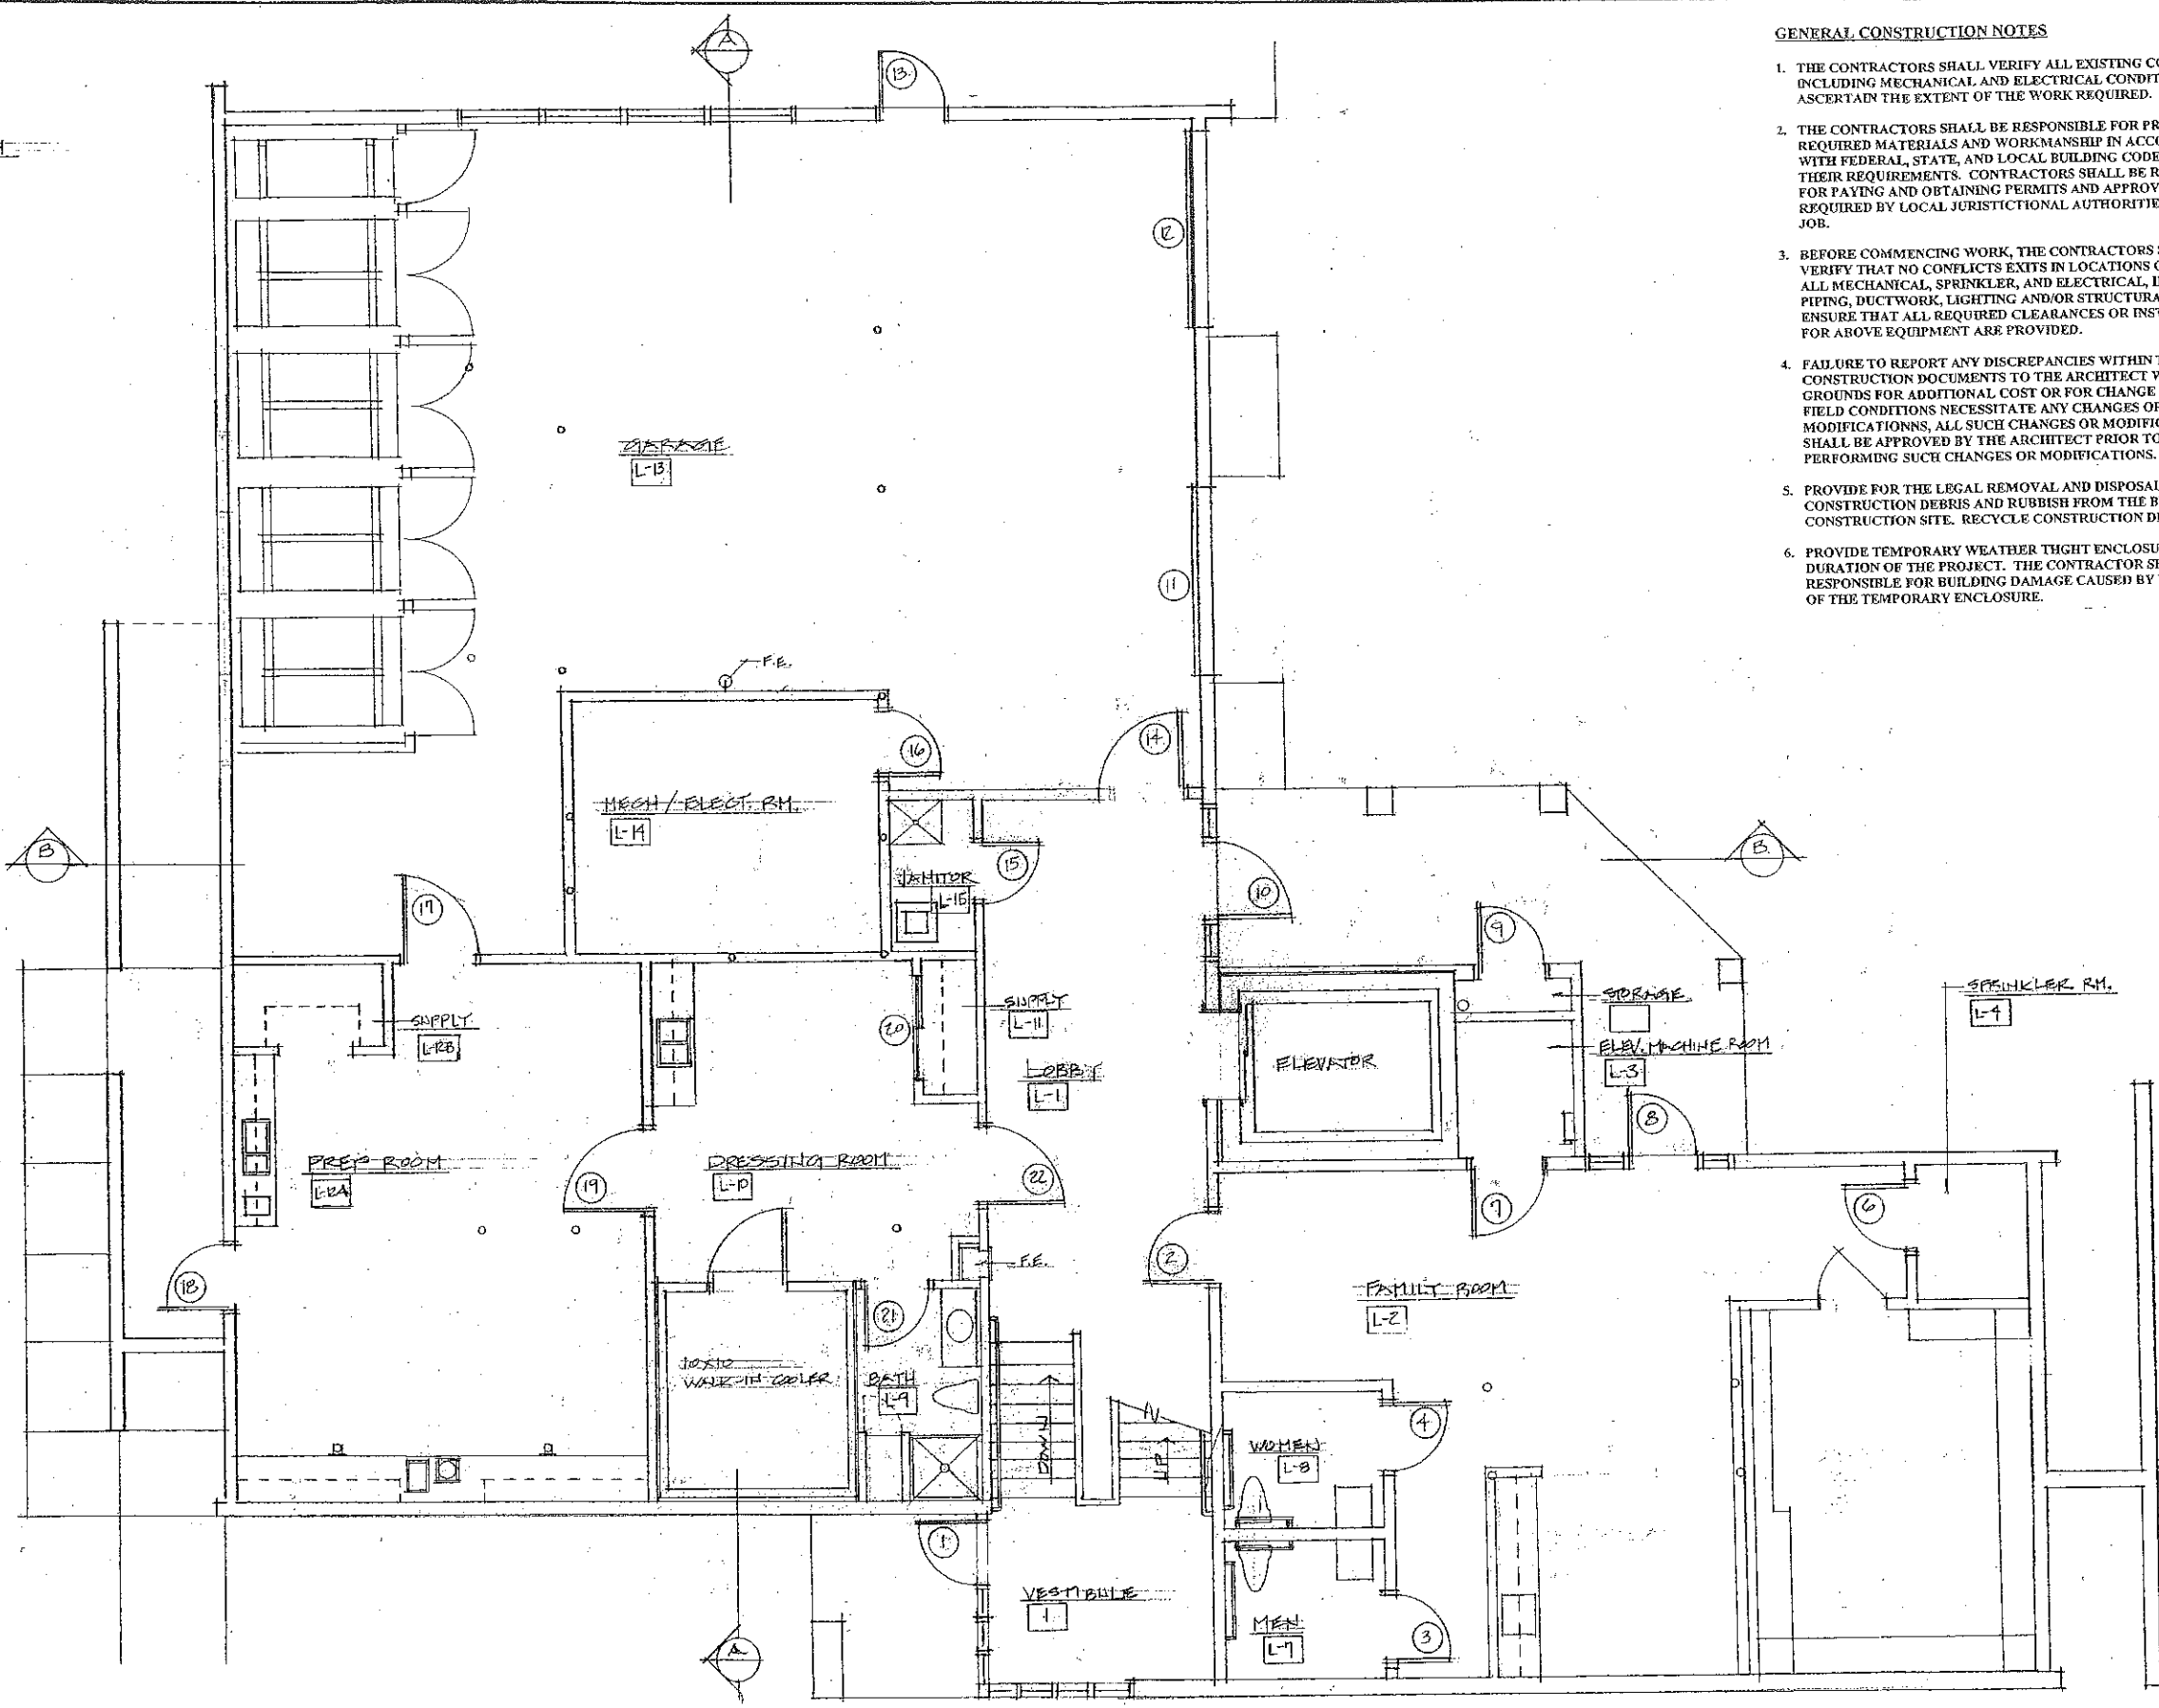 GENERAL CONSTRUCTION NOTES
1. THE CONTRACTORS SHALL VERIFY ALL EXISTING CO
INCLUDING MECHANICAL AND ELECTRICAL CONDIT
ASCERTAIN THE EXTENT OF THE WORK REQUIRED.
2. THE CONTRACTORS SHALL BE RESPONSIBLE FOR PR
REQUIRED MATERIALS AND WORKMANSHIP IN ACCO
WITH FEDERAL, STATE, AND LOCAL BUILDING CODE
THEIR REQUIREMENTS. CONTRACTORS SHALL BE R
FOR PAYING AND OBTAINING PERMITS AND APPROV
REQUIRED BY LOCAL JURISTICTIONAL AUTHORITIE
JOB.
3. BEFORE COMMENCING WORK, THE CONTRACTORS
VERIFY THAT NO CONFLICTS EXITS IN LOCATIONS
ALL MECHANICAL, SPRINKLER, AND ELECTRICAL,
PIPING, DUCTWORK, LIGHTING AND/OR STRUCTURA
ENSURE THAT ALL REQUIRED CLEARANCES OR INST
FOR ABOVE EQUIPMENT ARE PROVIDED.
4. FAILURE TO REPORT ANY DISCREPANCIES WITHIN
CONSTRUCTION DOCUMENTS TO THE ARCHITECT
GROUNDS FOR ADDITIONAL COST OR FOR CHANGE
FIELD CONDITIONS NECESSITATE ANY CHANGES OR
MODIFICATIONNS, ALL SUCH CHANGES OR MODIFIC
SHALL BE APPROVED BY THE ARCHITECT PRIOR TO
PERFORMING SUCH CHANGES OR MODIFICATIONS.
5. PROVIDE FOR THE LEGAL REMOVAL AND DISPOSAL
CONSTRUCTION DEBRIS AND RUBBISH FROM THE B
CONSTRUCTION SITE. RECYCLE CONSTRUCTION DE
6. PROVIDE TEMPORARY WEATHER THGHT ENCLOSU
DURATION OF THE PROJECT. THE CONTRACTOR SH
RESPONSIBLE FOR BUILDING DAMAGE CAUSED BY
OF THE TEMPORARY ENCLOSURE.
A
13
12
GARAGE
L-13
11
F.E.
14
16
MECH / ELECT. RM.
L-14
15
JANITOR
L-15
10
B
B
17
9
SUPPLY
L-12B
20
SUPPLY
L-11
STORAGE
SPRINKLER RM.
L-4
ELEV. MACHINE ROOM
L-3
ELEVATOR
LOBBY
L-1
8
PREP ROOM
L-12A
DRESSING ROOM
L-10
19
22
7
6
18
2
F.E.
FAMILY ROOM
L-2
21
10X10
WALK-IN COOLER
BATH
L-9
DOWN
UP
WOMEN
L-8
4
1
VESTIBULE
1
MEN
L-7
3
A